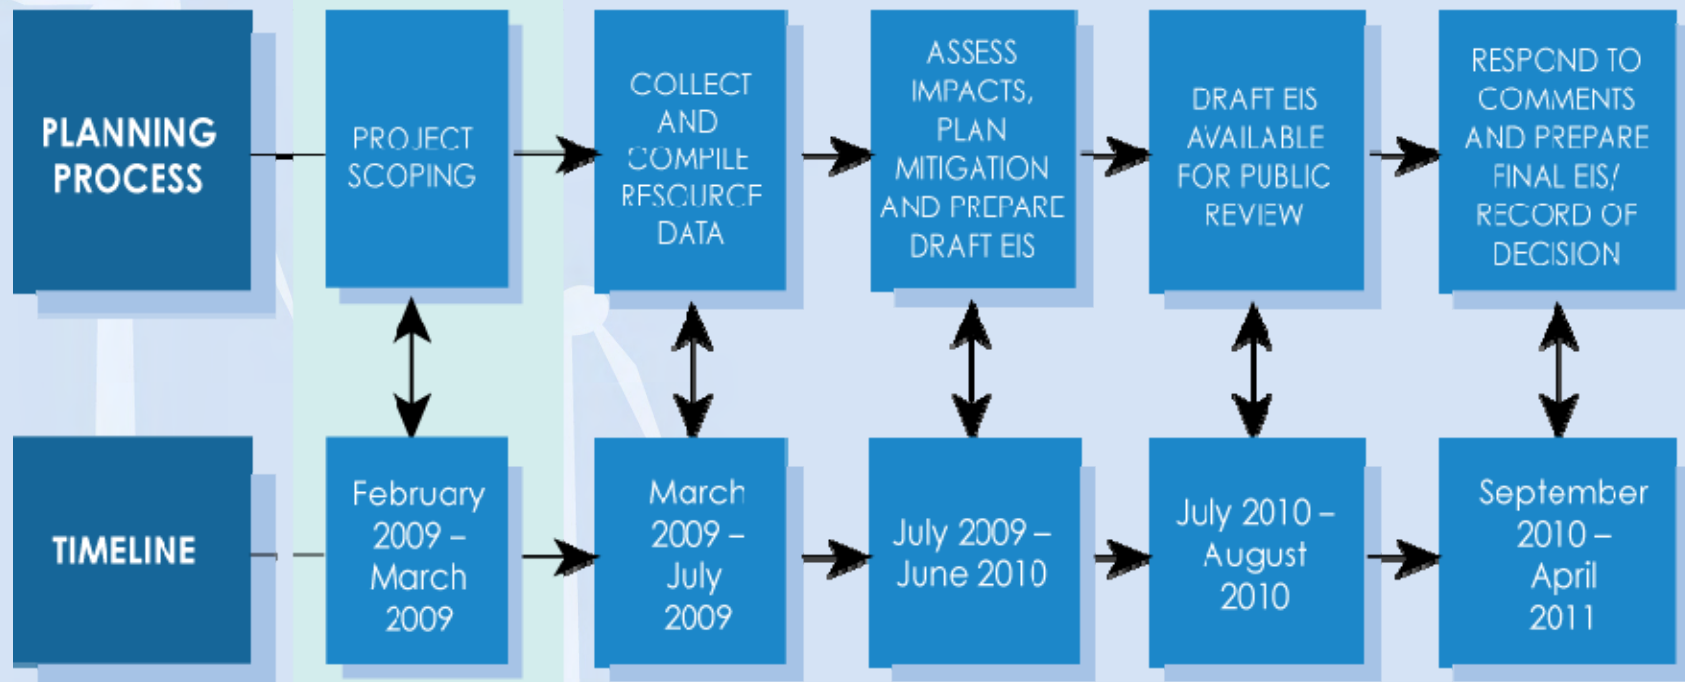 PLANNING
PROCESS
PROJECT
SCOPING
COLLECT
AND
COMPILE
RESOURCE
DATA
ASSESS
IMPACTS,
PLAN
MITIGATION
AND PREPARE
DRAFT EIS
DRAFT EIS
AVAILABLE
FOR PUBLIC
REVIEW
RESPOND TO
COMMENTS
AND PREPARE
FINAL EIS/
RECORD OF
DECISION
TIMELINE
February
2009 –
March
2009
March
2009 –
July
2009
July 2009 –
June 2010
July 2010 –
August
2010
September
2010 –
April
2011